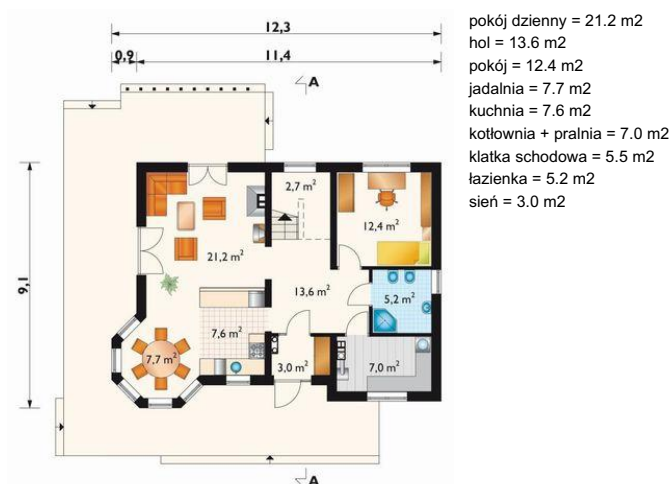 12,3
0,9 11,4
A
pokój dzienny = 21.2 m2
hol = 13.6 m2
pokój = 12.4 m2
jadalnia = 7.7 m2
kuchnia = 7.6 m2
kotłownia + pralnia = 7.0 m2
klatka schodowa = 5.5 m2
łazienka = 5.2 m2
sień = 3.0 m2
9,1
2,7 m²
12,4 m²
21,2 m²
13,6 m²
5,2 m²
7,6 m²
7,7 m²
3,0 m²
7,0 m²
A